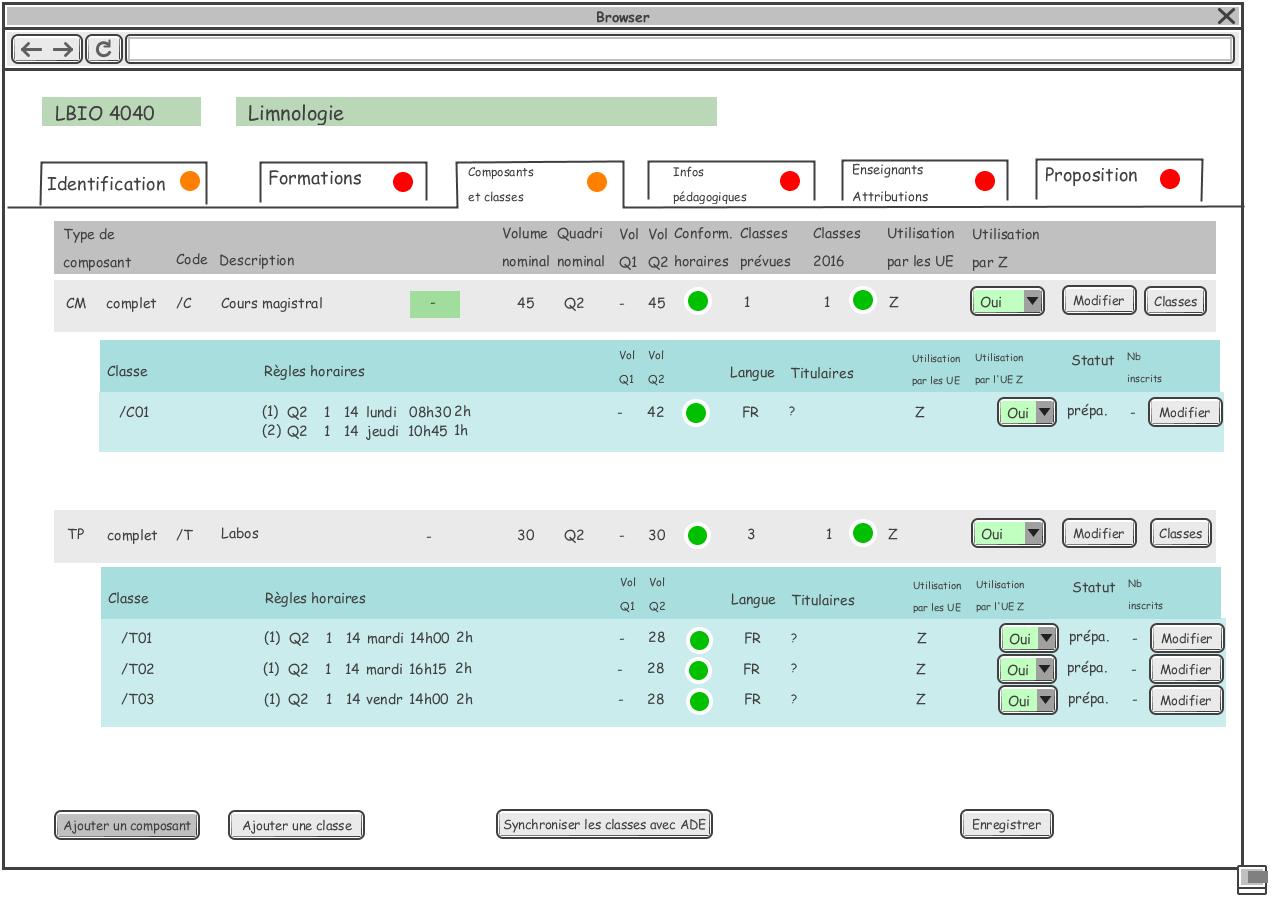 Browser
LBIO 4040 Limnologie
Identification Formations Composants et classes Infos pédagogiques Enseignants Attributions Proposition
Type de composant Code Description Volume nominal Quadri nominal Vol Q1 Vol Q2 Conform. horaires Classes prévues Classes 2016 Utilisation par les UE Utilisation par Z
CM complet /C Cours magistral - 45 Q2 - 45 1 1 Z Oui Modifier Classes
Classe Règles horaires Vol Q1 Vol Q2 Langue Titulaires Utilisation par les UE Utilisation par l'UE Z Statut Nb inscrits
/C01 (1) Q2 1 14 lundi 08h30 2h - 42 FR ? Z Oui prépa. - Modifier
(2) Q2 1 14 jeudi 10h45 1h
TP complet /T Labos - 30 Q2 - 30 3 1 Z Oui Modifier Classes
Classe Règles horaires Vol Q1 Vol Q2 Langue Titulaires Utilisation par les UE Utilisation par l'UE Z Statut Nb inscrits
/T01 (1) Q2 1 14 mardi 14h00 2h - 28 FR ? Z Oui prépa. - Modifier
/T02 (1) Q2 1 14 mardi 16h15 2h - 28 FR ? Z Oui prépa. - Modifier
/T03 (1) Q2 1 14 vendr 14h00 2h - 28 FR ? Z Oui prépa. - Modifier
Ajouter un composant Ajouter une classe Synchroniser les classes avec ADE Enregistrer